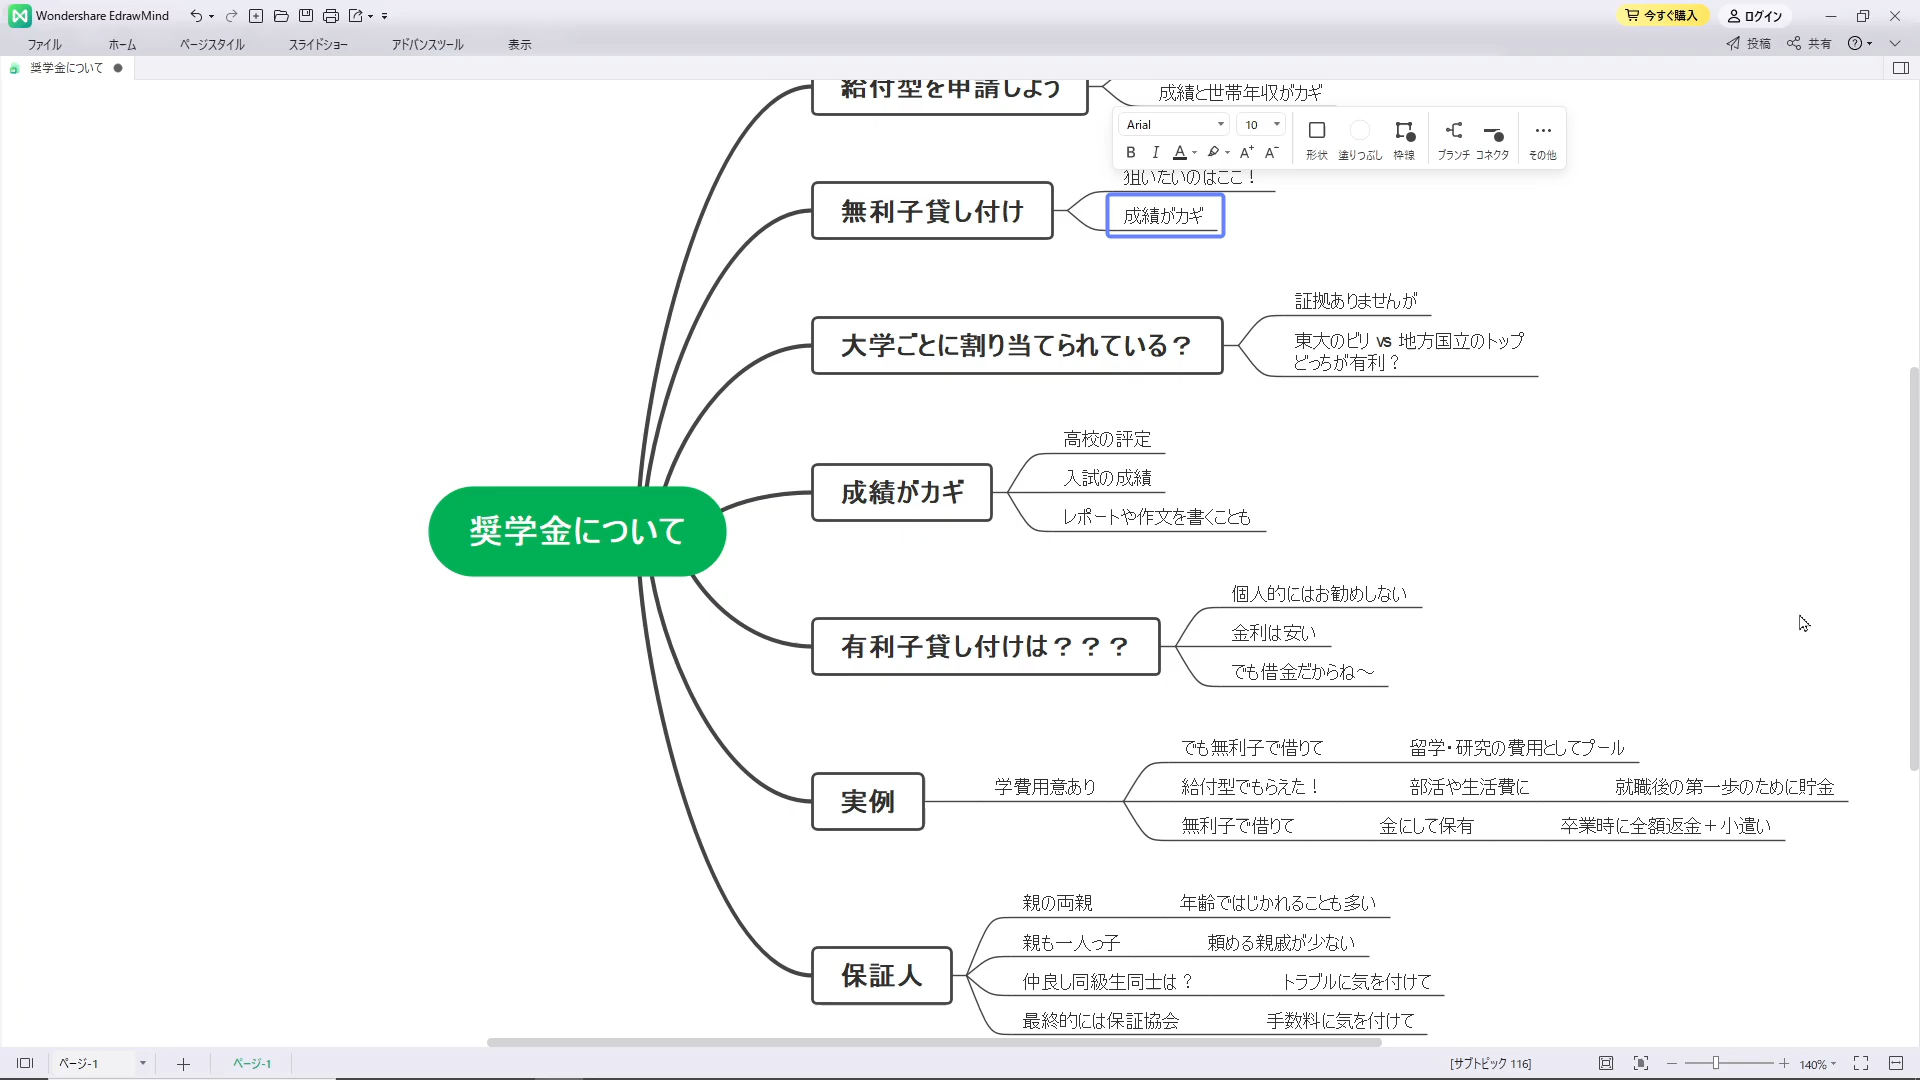 Wondershare EdrawMind
今すぐ購入
ログイン
ファイル ホーム ページスタイル スライドショー アドバンスツール 表示
投稿 共有
奨学金について
給付型を申請しよう
成績と世帯年収がカギ
Arial 10
B I A A+ A-
形状 塗りつぶし 枠線 ブランチ コネクタ その他
狙いたいのはここ！
無利子貸し付け
成績がカギ
証拠ありませんが
大学ごとに割り当てられている？
東大のビリ vs 地方国立のトップ
どっちが有利？
高校の評定
成績がカギ
入試の成績
レポートや作文を書くことも
奨学金について
個人的にはお勧めしない
有利子貸し付けは？？？
金利は安い
でも借金だからね～
でも無利子で借りて 留学・研究の費用としてプール
実例
学費用意あり
給付型でもらえた！ 部活や生活費に 就職後の第一歩のために貯金
無利子で借りて 金にして保有 卒業時に全額返金＋小遣い
親の両親 年齢ではじかれることも多い
親も一人っ子 頼める親戚が少ない
保証人
仲良し同級生同士は？ トラブルに気を付けて
最終的には保証協会 手数料に気を付けて
ページ-1
ページ-1
[サブトピック 116]
140%